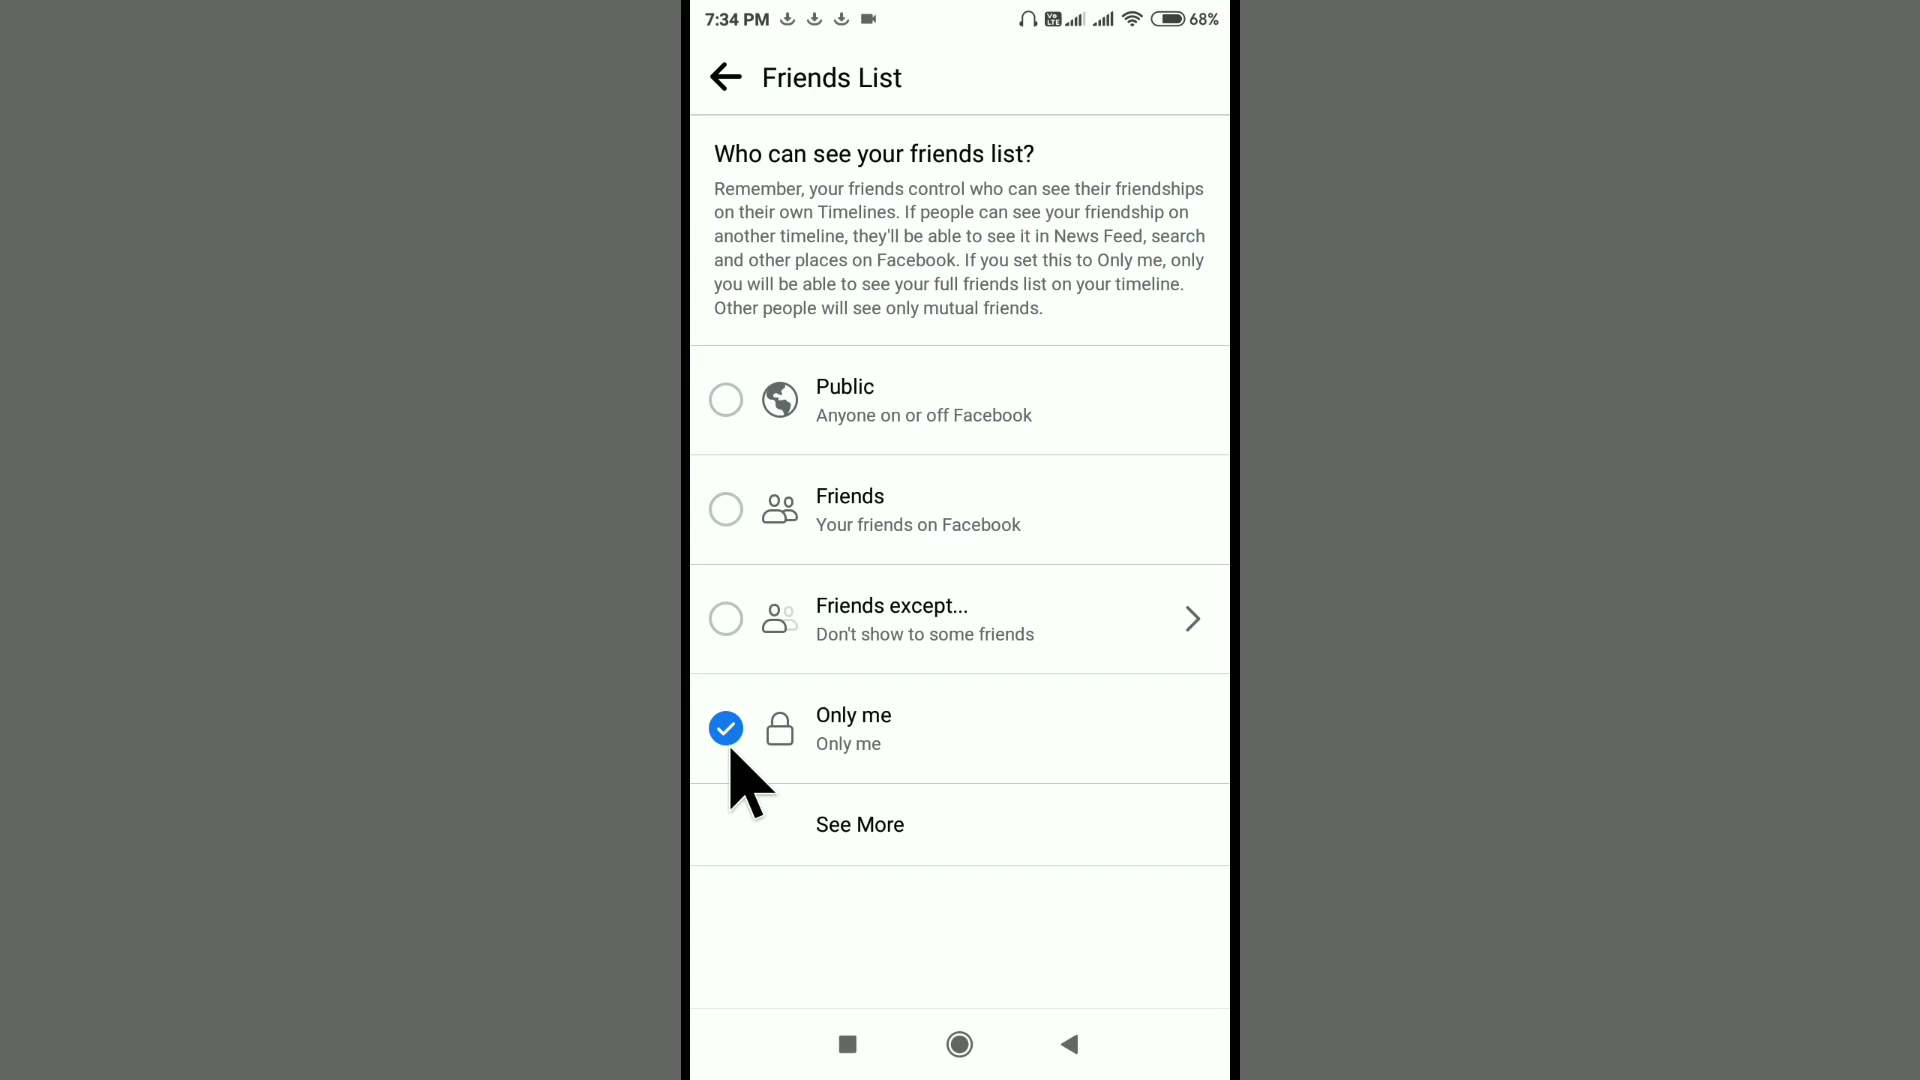 7:34 PM
Vo LTE
68%
Friends List
Who can see your friends list?
Remember, your friends control who can see their friendships
on their own Timelines. If people can see your friendship on
another timeline, they'll be able to see it in News Feed, search
and other places on Facebook. If you set this to Only me, only
you will be able to see your full friends list on your timeline.
Other people will see only mutual friends.
Public
Anyone on or off Facebook
Friends
Your friends on Facebook
Friends except...
Don't show to some friends
Only me
Only me
See More